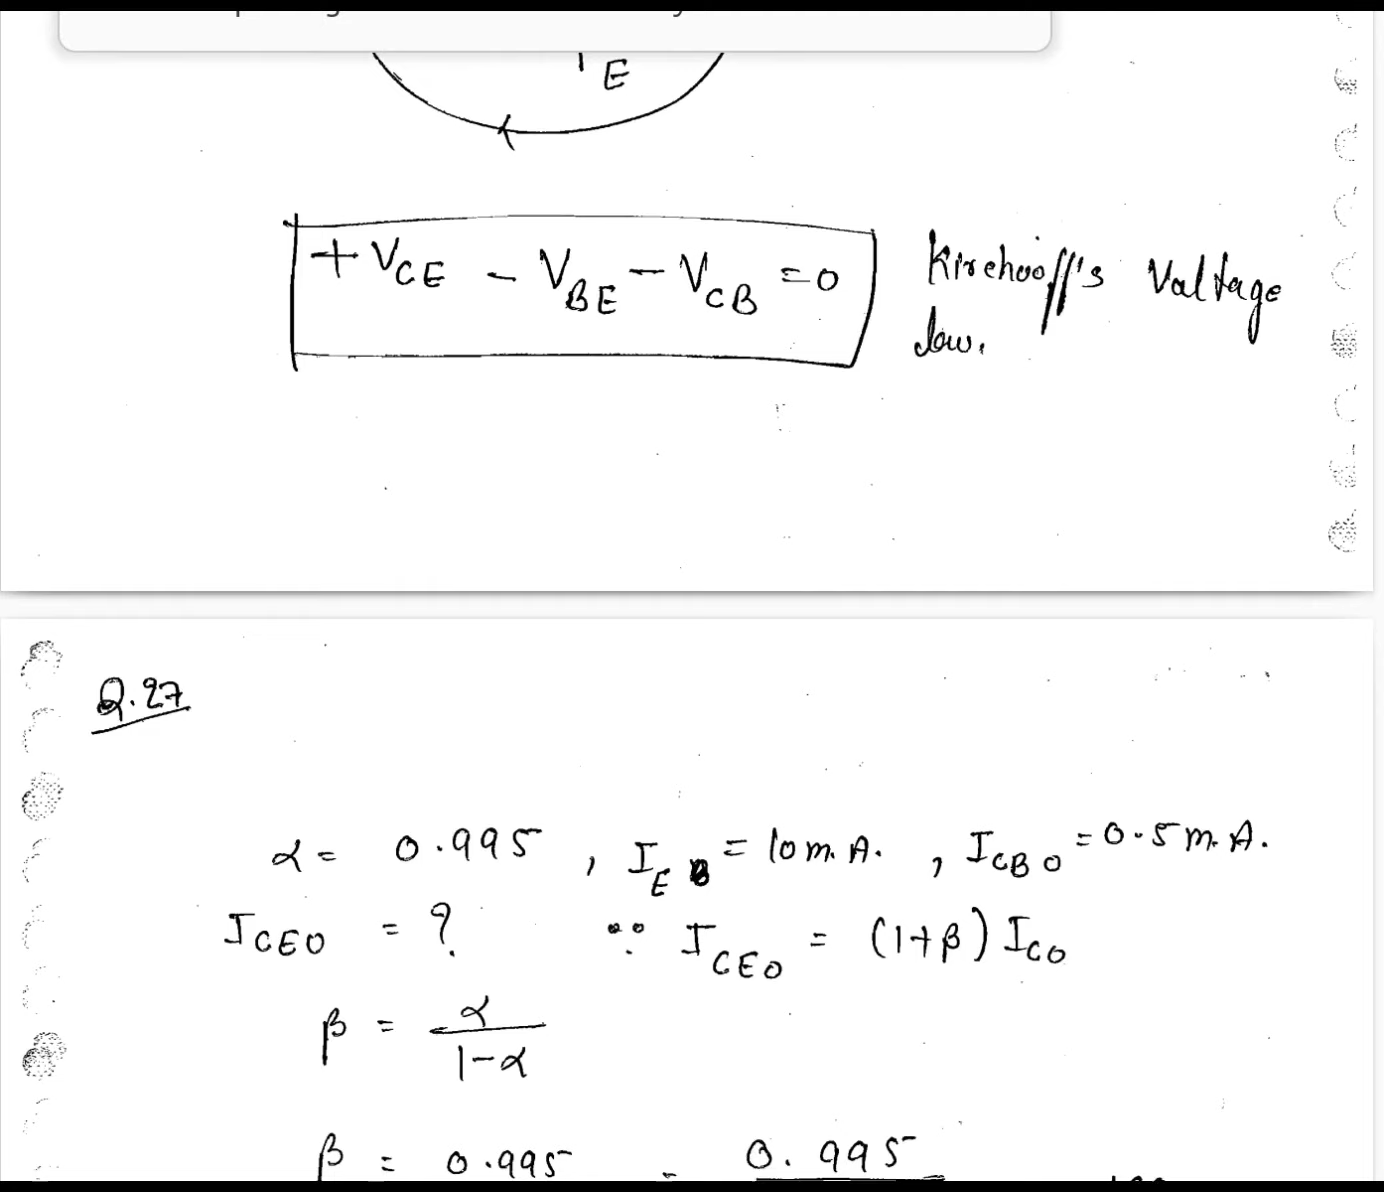 I E
+ VCE - VBE - VCB = 0 Kirchooff's Valtage
law.
Q.27
α = 0.995 , IE = 10 m.A. , ICBO = 0.5 m.A.
ICEO = ? ∵ ICEO = (1+β) ICO
β = α
1-α
β = 0.995 = 0.995